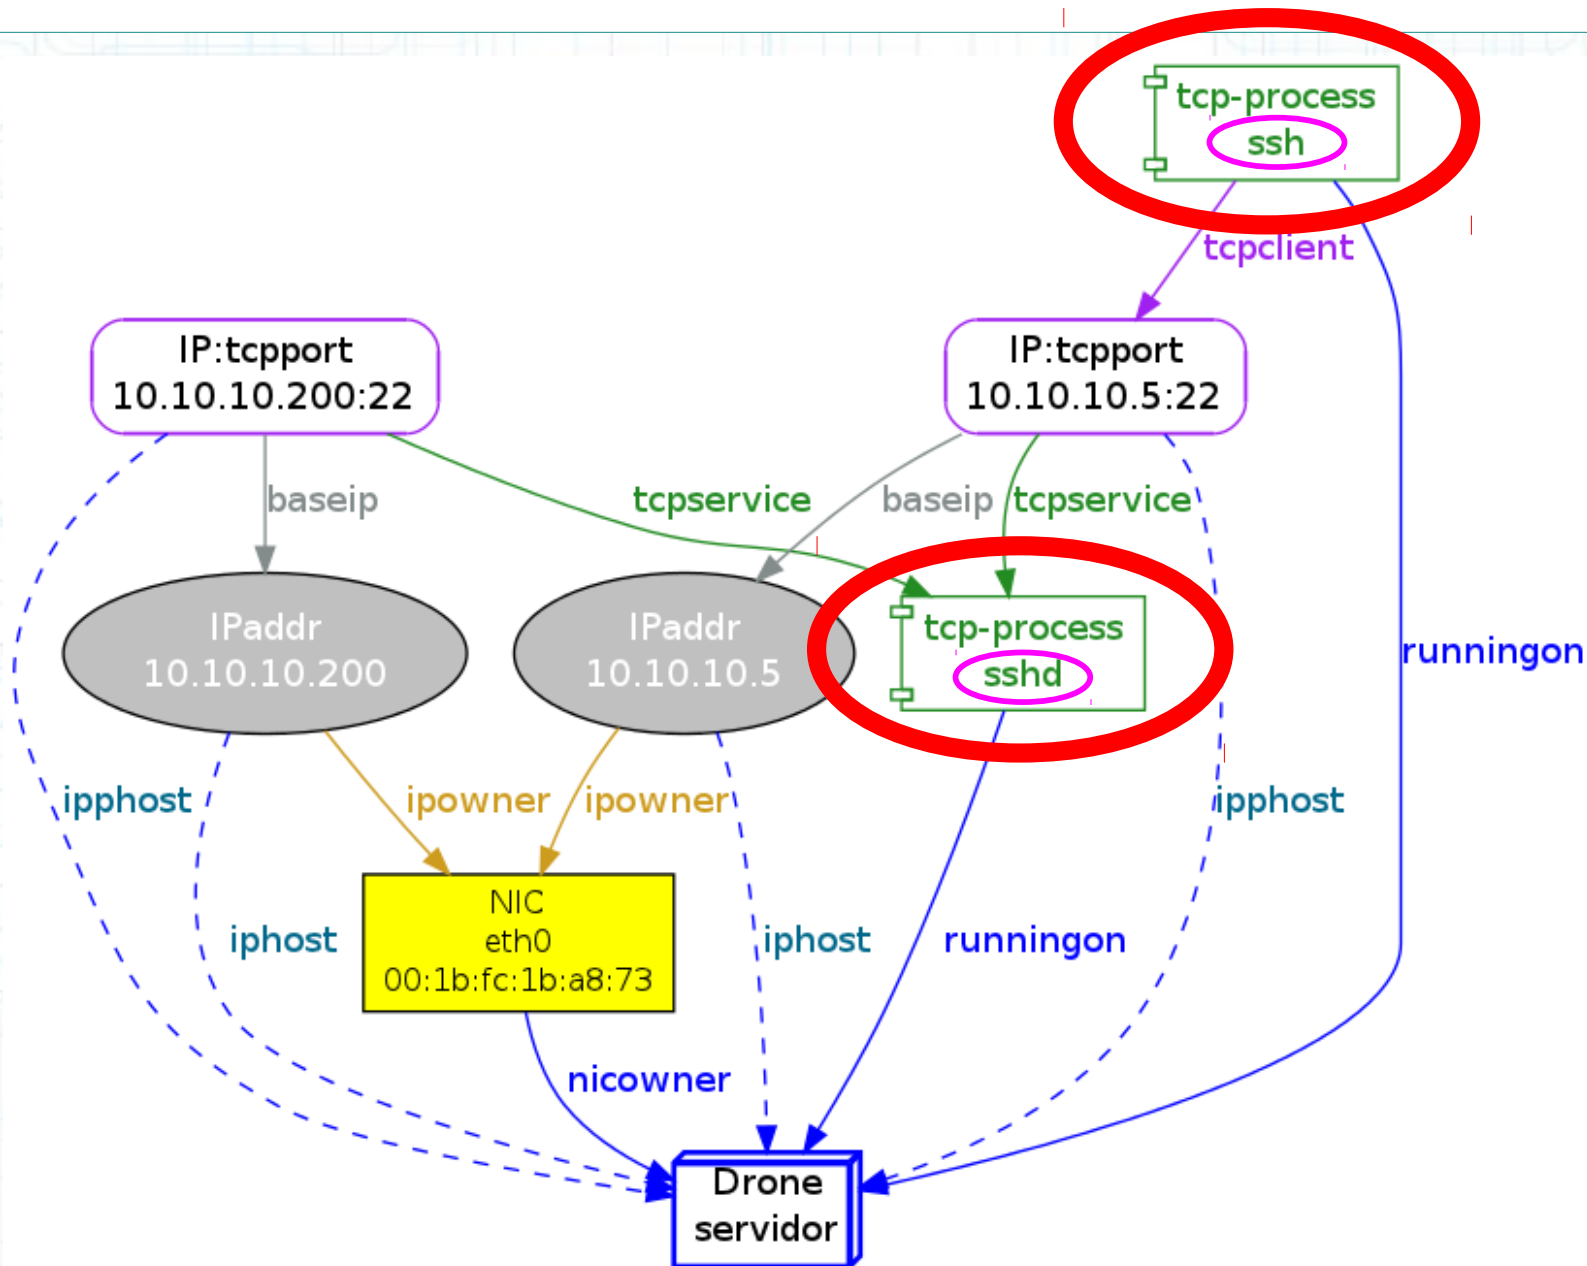 tcp-process
ssh
tcpclient
IP:tcpport
10.10.10.200:22
IP:tcpport
10.10.10.5:22
baseip
tcpservice
baseip
tcpservice
IPaddr
10.10.10.200
IPaddr
10.10.10.5
tcp-process
sshd
runningon
ipphost
ipowner
ipowner
ipphost
NIC
eth0
00:1b:fc:1b:a8:73
iphost
iphost
runningon
nicowner
Drone
servidor